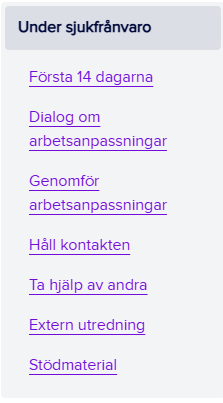 Under sjukfrånvaro
Första 14 dagarna
Dialog om
arbetsanpassningar
Genomför
arbetsanpassningar
Håll kontakten
Ta hjälp av andra
Extern utredning
Stödmaterial